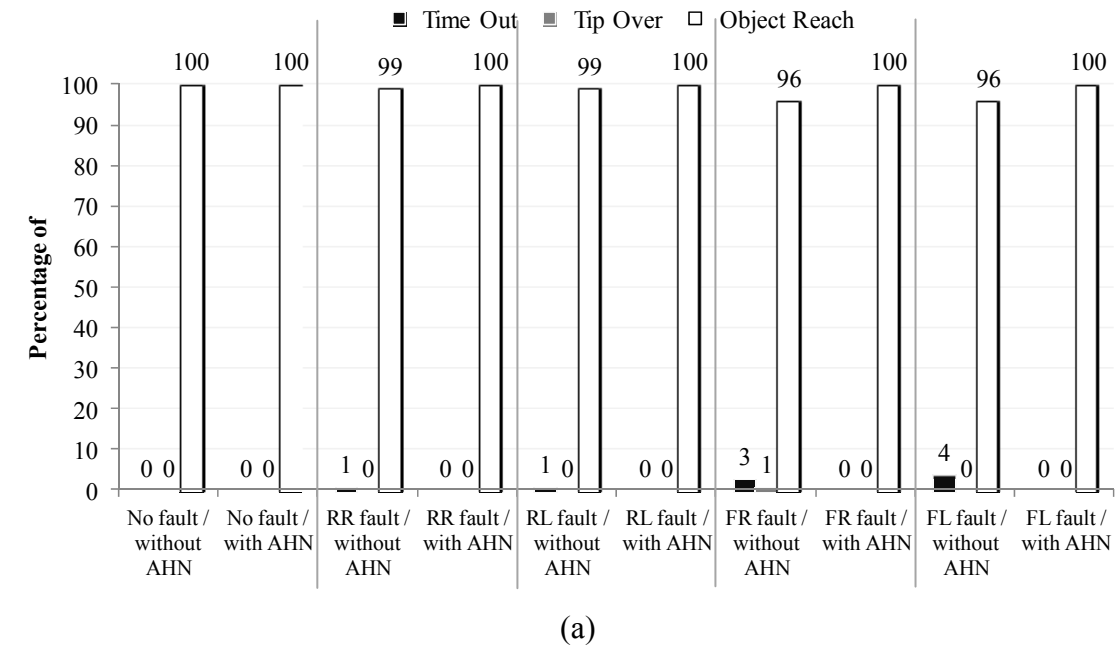 Time Out Tip Over Object Reach
100 100 99 100 99 100 96 100 96 100
100
90
80
70
60
50
40
30
20
10
0
Percentage of
0 0 0 0 1 0 0 0 1 0 0 0 3 1 0 0 4 0 0 0
No fault / No fault / RR fault / RR fault / RL fault / RL fault / FR fault / FR fault / FL fault / FL fault /
without with AHN without with AHN without with AHN without with AHN without with AHN
AHN AHN AHN AHN AHN
(a)